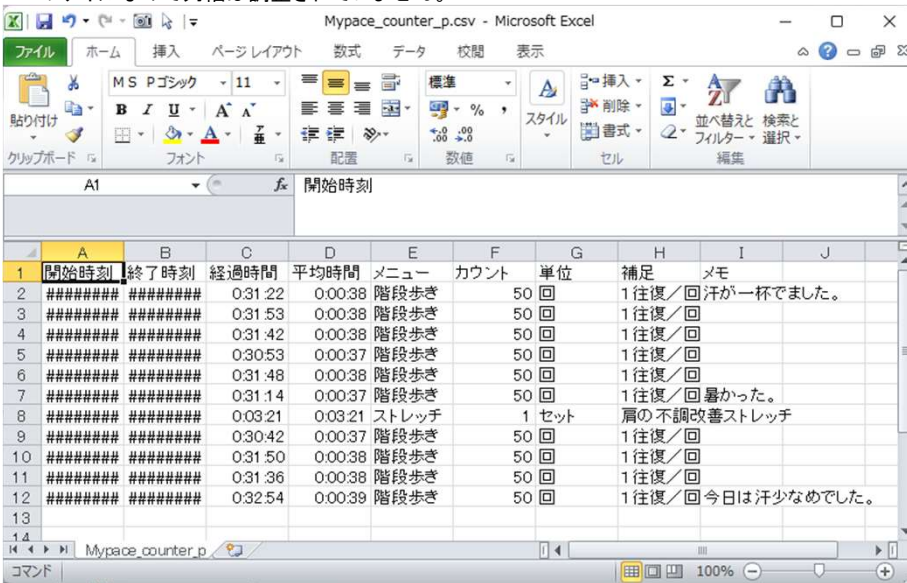 Mypace_counter_p.csv - Microsoft Excel
ファイル ホーム 挿入 ページ レイアウト 数式 データ 校閲 表示
貼り付け
MS Pゴシック 11
B I U A A
標準
% ,
スタイル
挿入
削除
書式
Σ
並べ替えと フィルター
検索と 選択
クリップボード フォント 配置 数値 セル 編集
A1 fx 開始時刻
A B C D E F G H I J
1 開始時刻 終了時刻 経過時間 平均時間 メニュー カウント 単位 補足 メモ
2 ######## ######## 0:31:22 0:00:38 階段歩き 50 回 1往復/回 汗が一杯でました。
3 ######## ######## 0:31:53 0:00:38 階段歩き 50 回 1往復/回
4 ######## ######## 0:31:42 0:00:38 階段歩き 50 回 1往復/回
5 ######## ######## 0:30:53 0:00:37 階段歩き 50 回 1往復/回
6 ######## ######## 0:31:48 0:00:38 階段歩き 50 回 1往復/回
7 ######## ######## 0:31:14 0:00:37 階段歩き 50 回 1往復/回 暑かった。
8 ######## ######## 0:03:21 0:03:21 ストレッチ 1 セット 肩の不調改善ストレッチ
9 ######## ######## 0:30:42 0:00:37 階段歩き 50 回 1往復/回
10 ######## ######## 0:31:50 0:00:38 階段歩き 50 回 1往復/回
11 ######## ######## 0:31:36 0:00:38 階段歩き 50 回 1往復/回
12 ######## ######## 0:32:54 0:00:39 階段歩き 50 回 1往復/回 今日は汗少なめでした。
13
14
Mypace_counter_p
コマンド 100%